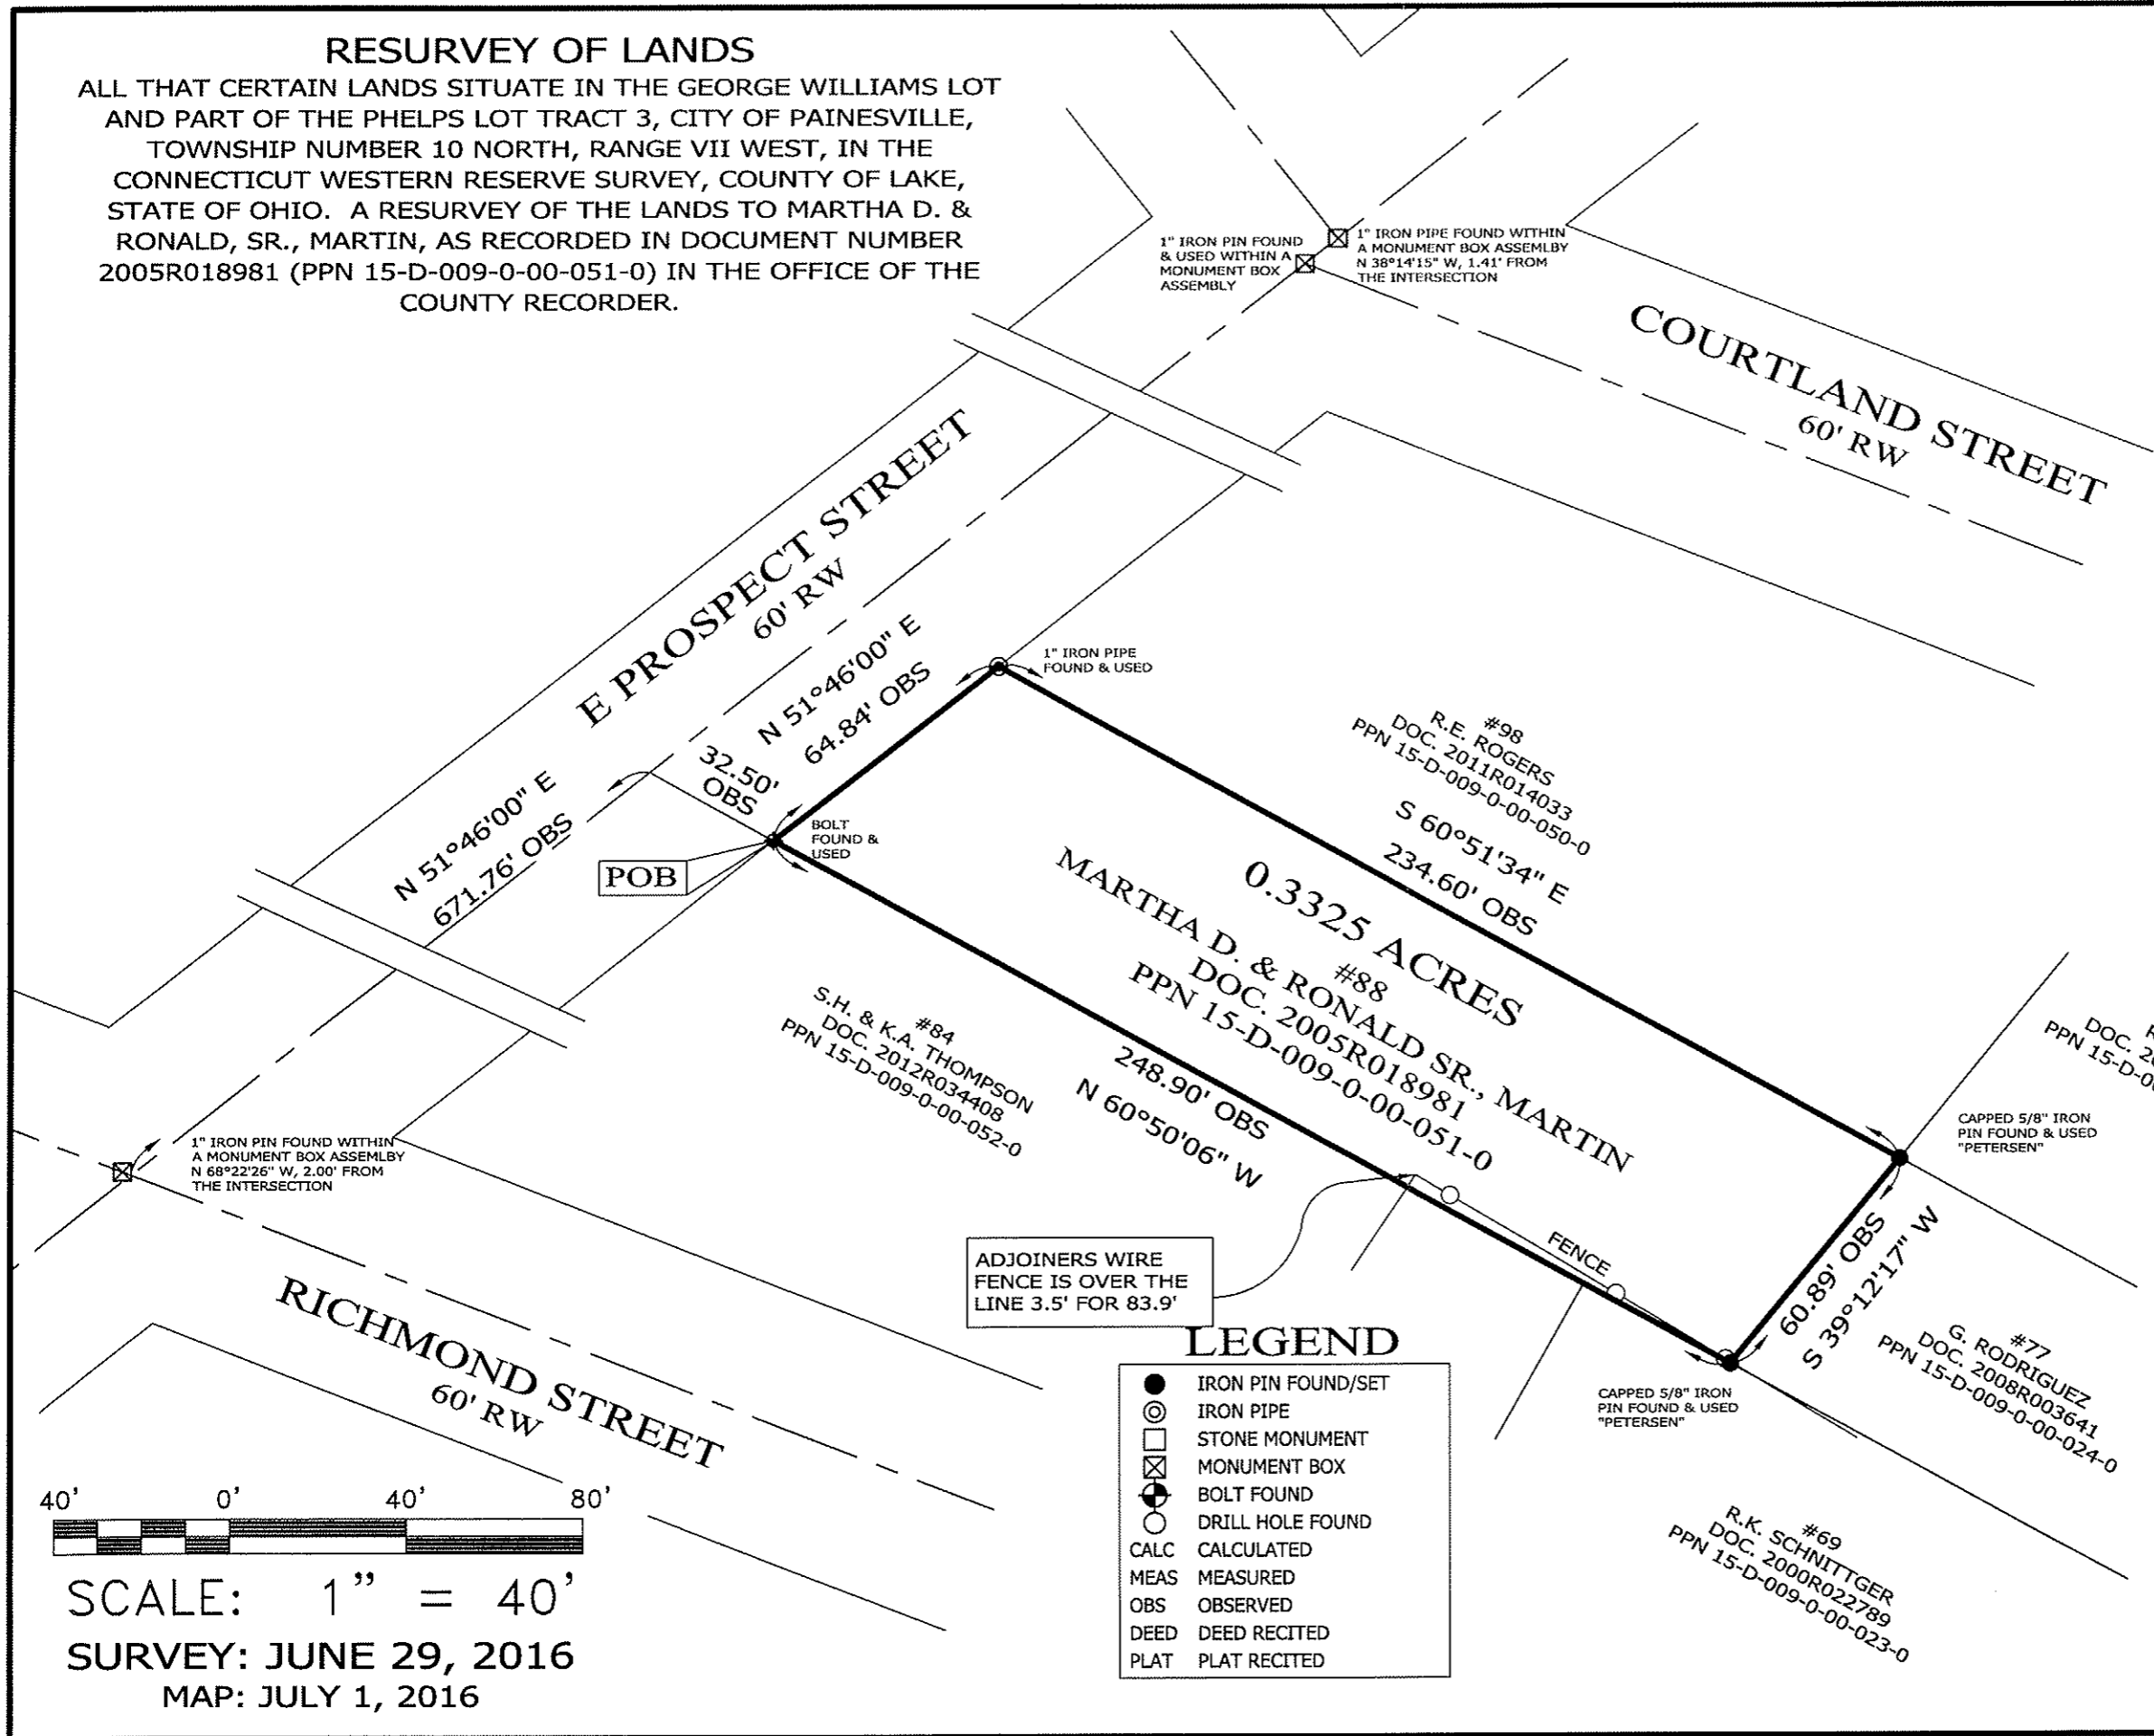 RESURVEY OF LANDS
ALL THAT CERTAIN LANDS SITUATE IN THE GEORGE WILLIAMS LOT
AND PART OF THE PHELPS LOT TRACT 3, CITY OF PAINESVILLE,
TOWNSHIP NUMBER 10 NORTH, RANGE VII WEST, IN THE
CONNECTICUT WESTERN RESERVE SURVEY, COUNTY OF LAKE,
STATE OF OHIO. A RESURVEY OF THE LANDS TO MARTHA D. &
RONALD, SR., MARTIN, AS RECORDED IN DOCUMENT NUMBER
2005R018981 (PPN 15-D-009-0-00-051-0) IN THE OFFICE OF THE
COUNTY RECORDER.
1" IRON PIN FOUND
& USED WITHIN A
MONUMENT BOX
ASSEMBLY
1" IRON PIPE FOUND WITHIN
A MONUMENT BOX ASSEMLBY
N 38°14'15" W, 1.41' FROM
THE INTERSECTION
COURTLAND STREET
60' RW
E PROSPECT STREET
60' RW
N 51°46'00" E
64.84' OBS
32.50'
OBS
N 51°46'00" E
671.76' OBS
1" IRON PIPE
FOUND & USED
BOLT
FOUND &
USED
POB
#98
R.E. ROGERS
DOC. 2011R014033
PPN 15-D-009-0-00-050-0
S 60°51'34" E
234.60' OBS
0.3325 ACRES
#88
MARTHA D. & RONALD SR., MARTIN
DOC. 2005R018981
PPN 15-D-009-0-00-051-0
248.90' OBS
N 60°50'06" W
#84
S.H. & K.A. THOMPSON
DOC. 2012R034408
PPN 15-D-009-0-00-052-0
DOC. 20
PPN 15-D-00
CAPPED 5/8" IRON
PIN FOUND & USED
"PETERSEN"
1" IRON PIN FOUND WITHIN
A MONUMENT BOX ASSEMLBY
N 68°22'26" W, 2.00' FROM
THE INTERSECTION
FENCE
ADJOINERS WIRE
FENCE IS OVER THE
LINE 3.5' FOR 83.9'
60.89' OBS
S 39°12'17" W
#77
G. RODRIGUEZ
DOC. 2008R003641
PPN 15-D-009-0-00-024-0
CAPPED 5/8" IRON
PIN FOUND & USED
"PETERSEN"
#69
R.K. SCHNITTGER
DOC. 2000R022789
PPN 15-D-009-0-00-023-0
RICHMOND STREET
60' RW
LEGEND
IRON PIN FOUND/SET
IRON PIPE
STONE MONUMENT
MONUMENT BOX
BOLT FOUND
DRILL HOLE FOUND
CALC CALCULATED
MEAS MEASURED
OBS OBSERVED
DEED DEED RECITED
PLAT PLAT RECITED
40' 0' 40' 80'
SCALE: 1" = 40'
SURVEY: JUNE 29, 2016
MAP: JULY 1, 2016